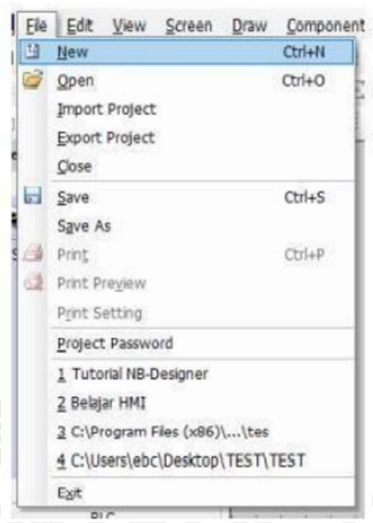 File Edit View Screen Draw Component
New Ctrl+N
Open Ctrl+O
Import Project
Export Project
Close
Save Ctrl+S
Save As
Print Ctrl+P
Print Preview
Print Setting
Project Password
1 Tutorial NB-Designer
2 Belajar HMI
3 C:\Program Files (x86)\...\tes
4 C:\Users\ebc\Desktop\TEST\TEST
Exit
PLC